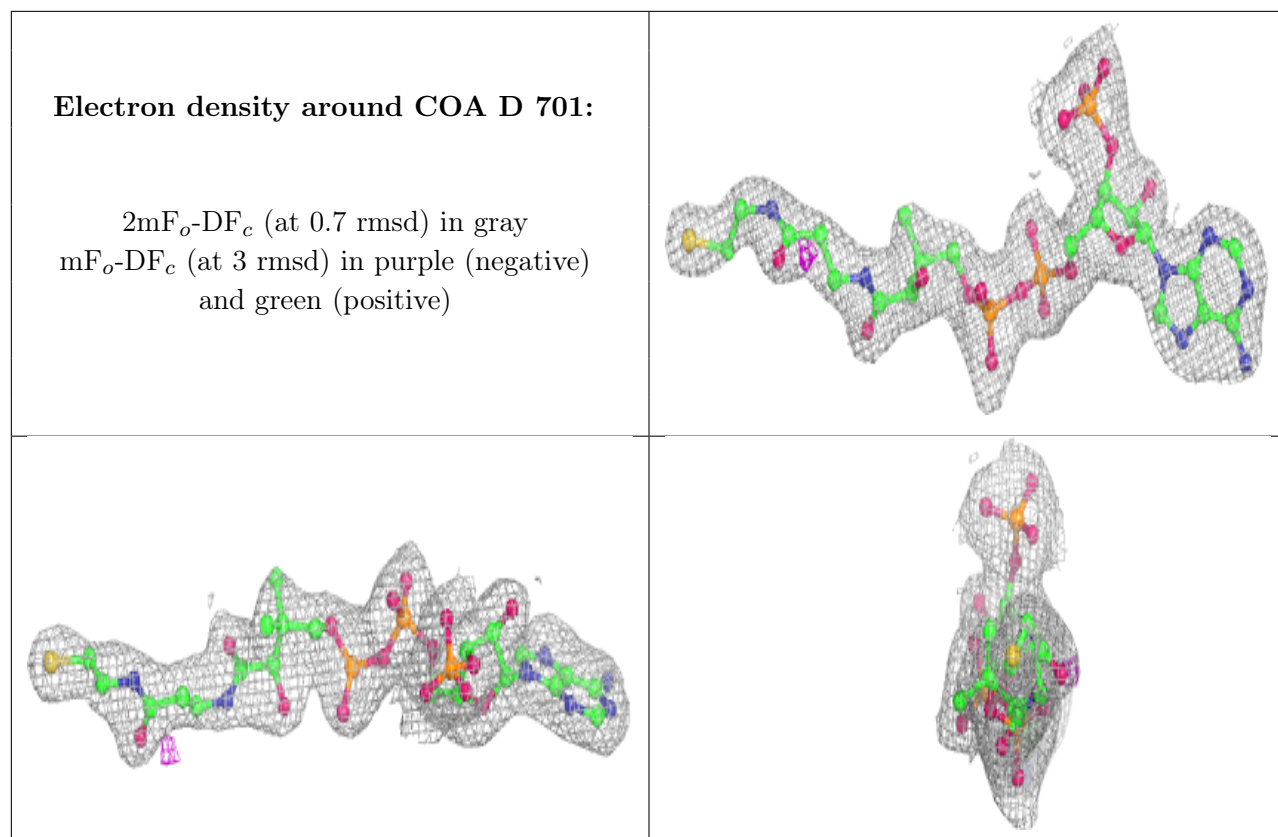 Electron density around COA D 701:
2mFₒ-DF𝒸 (at 0.7 rmsd) in gray
mFₒ-DF𝒸 (at 3 rmsd) in purple (negative)
and green (positive)